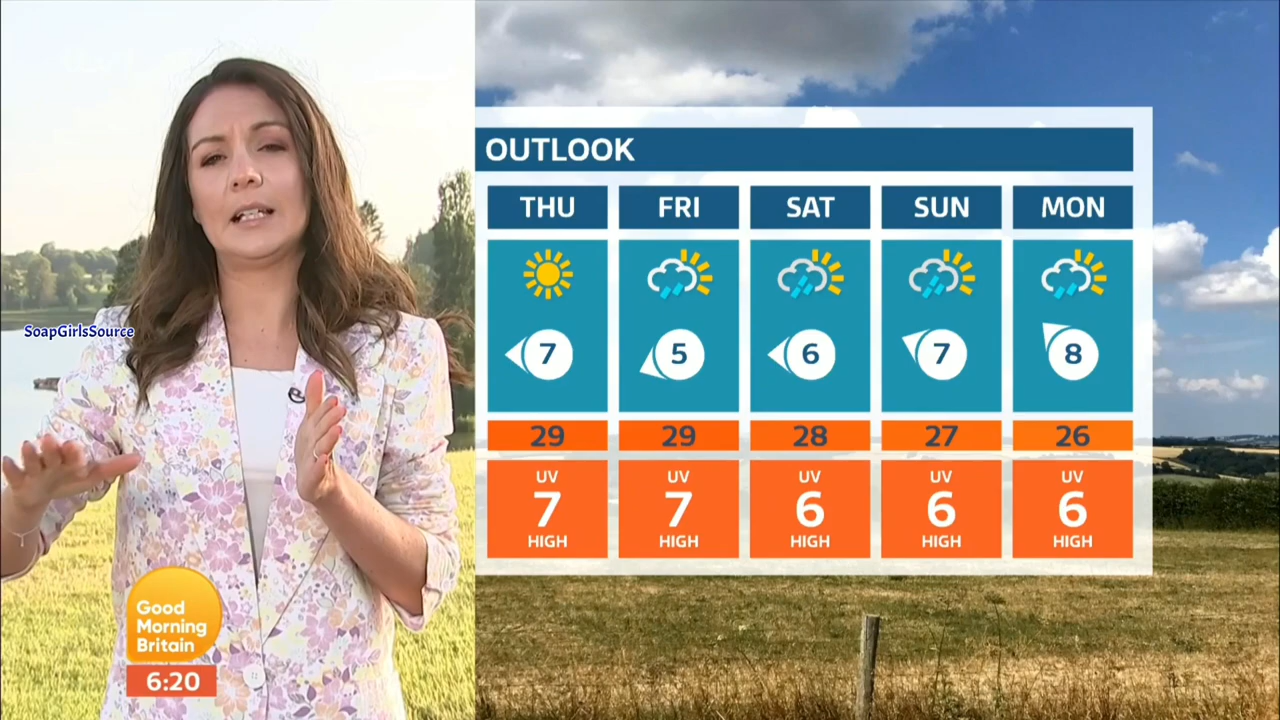 OUTLOOK
THU FRI SAT SUN MON
7 5 6 7 8
29 29 28 27 26
UV UV UV UV UV
7 7 6 6 6
HIGH HIGH HIGH HIGH HIGH
SoapGirlsSource
Good
Morning
Britain
6:20